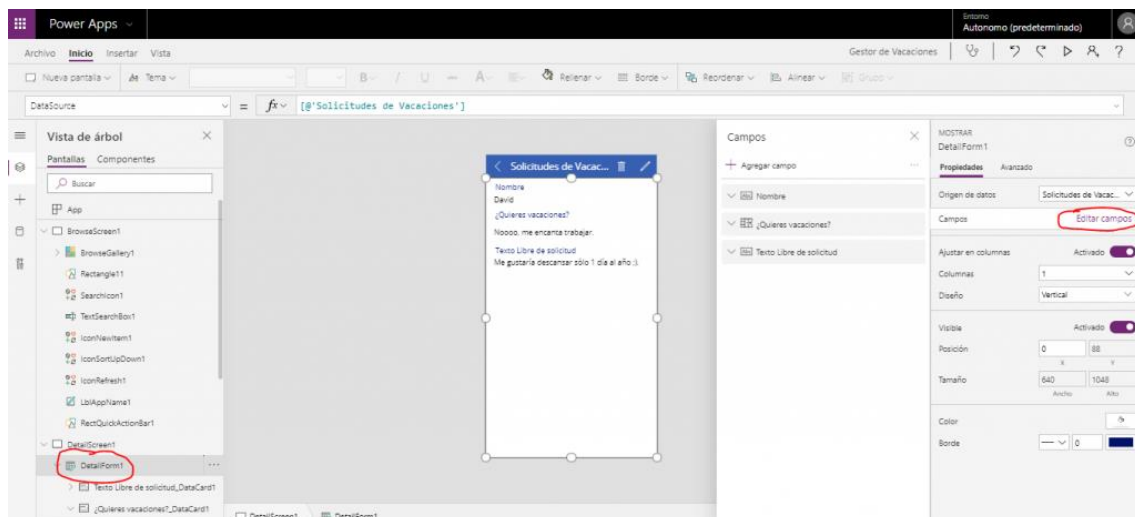 Power Apps
Entorno
Autonomo (predeterminado)
Archivo Inicio Insertar Vista
Gestor de Vacaciones
Nueva pantalla Tema
B I U A Rellenar Borde Reordenar Alinear Grupo
DataSource = fx [@'Solicitudes de Vacaciones']
Vista de árbol
Pantallas Componentes
Buscar
App
BrowseScreen1
BrowseGallery1
Rectangle11
SearchIcon1
TextSearchBox1
IconNewItem1
IconSortUpDown1
IconRefresh1
LblAppName1
RectQuickActionBar1
DetailScreen1
DetailForm1
Texto Libre de solicitud_DataCard1
¿Quieres vacaciones?_DataCard1
Solicitudes de Vacac...
Nombre
David
¿Quieres vacaciones?
Noooo, me encanta trabajar.
Texto Libre de solicitud
Me gustaría descansar sólo 1 día al año :).
DetailScreen1 DetailForm1
Campos
Agregar campo
Abc Nombre
¿Quieres vacaciones?
Abc Texto Libre de solicitud
MOSTRAR
DetailForm1
Propiedades Avanzado
Origen de datos Solicitudes de Vacac...
Campos Editar campos
Ajustar en columnas Activado
Columnas 1
Diseño Vertical
Visible Activado
Posición 0 88
X Y
Tamaño 640 1048
Ancho Alto
Color
Borde 0